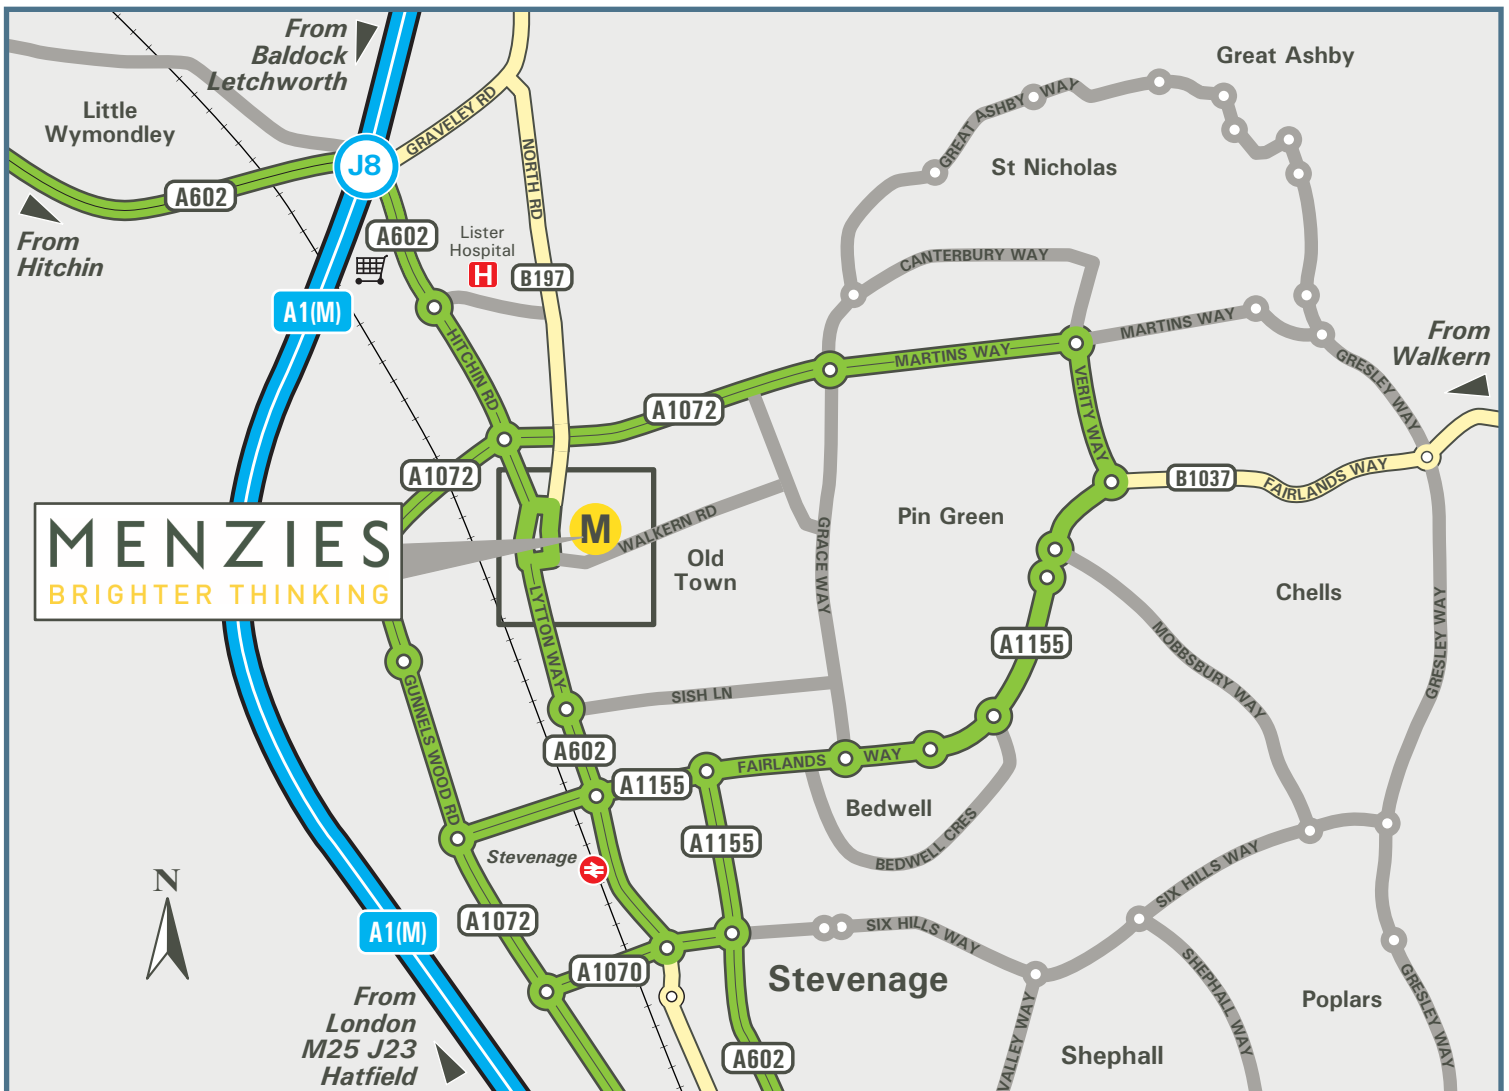 From
Baldock
Letchworth
Great Ashby
Little
Wymondley
GRAVELEY RD
GREAT ASHBY WAY
J8
NORTH RD
St Nicholas
A602
From
Hitchin
A602
Lister
Hospital
H
B197
CANTERBURY WAY
A1(M)
HITCHIN RD
MARTINS WAY
MARTINS WAY
GRESLEY WAY
From
Walkern
VERITY WAY
A1072
A1072
B1037
FAIRLANDS WAY
MENZIES
BRIGHTER THINKING
M
WALKERN RD
Old
Town
GRACE WAY
Pin Green
Chells
LYTTON WAY
A1155
MOBBSBURY WAY
GRESLEY WAY
GUNNELS WOOD RD
SISH LN
A602
A1155
FAIRLANDS WAY
Bedwell
BEDWELL CRES
A1155
Stevenage
N
A1072
A1(M)
SIX HILLS WAY
SIX HILLS WAY
A1070
Stevenage
SHEPHALL WAY
GRESLEY WAY
Poplars
From
London
M25 J23
Hatfield
A602
VALLEY WAY
Shephall